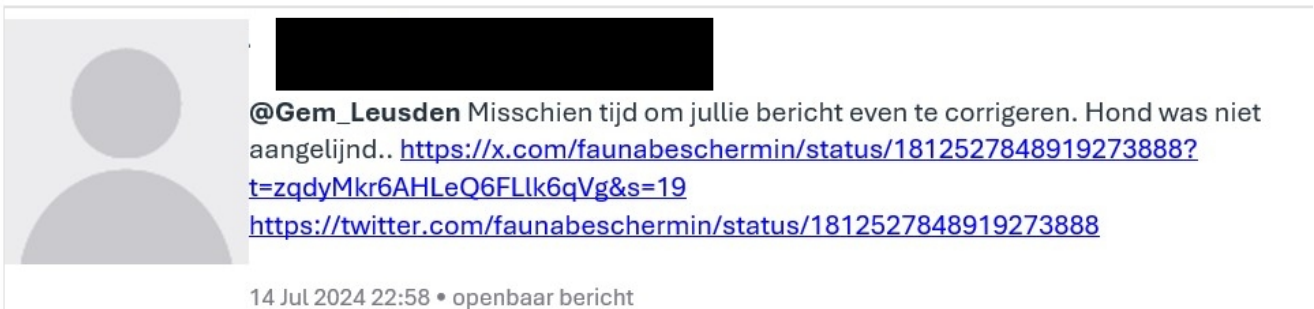 @Gem_Leusden Misschien tijd om jullie bericht even te corrigeren. Hond was niet
aangelijnd.. https://x.com/faunabeschermin/status/1812527848919273888?
t=zqdyMkr6AHLeQ6FLlk6qVg&s=19
https://twitter.com/faunabeschermin/status/1812527848919273888
14 Jul 2024 22:58 • openbaar bericht